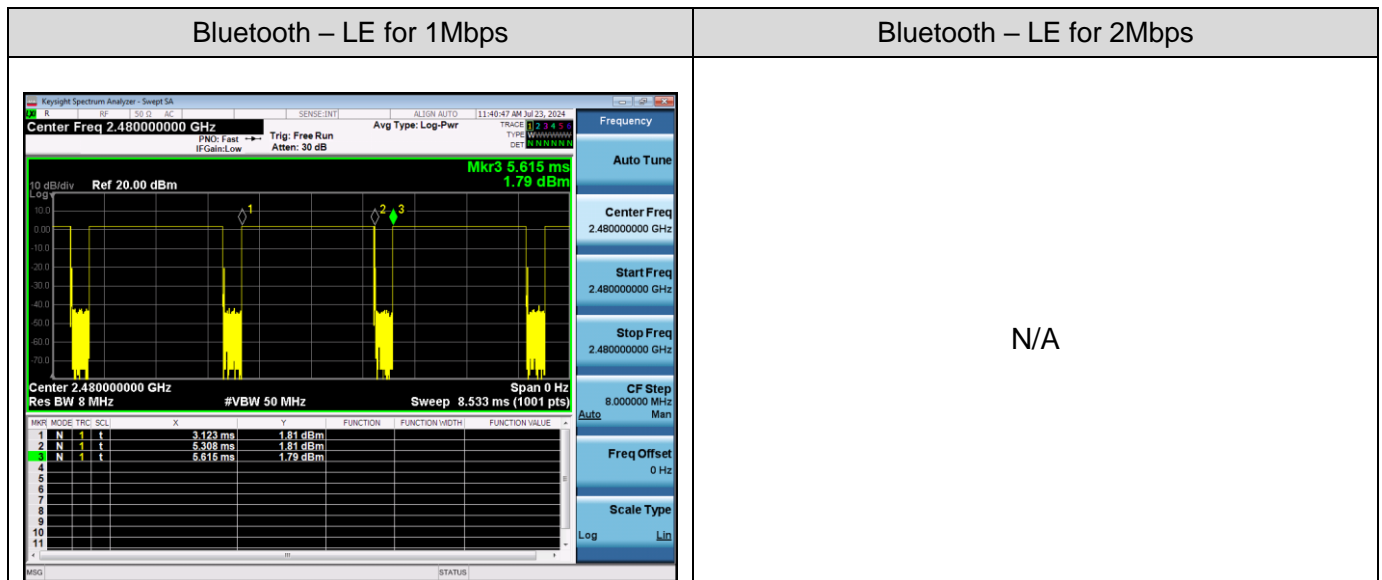 Bluetooth – LE for 1Mbps
Bluetooth – LE for 2Mbps
Keysight Spectrum Analyzer - Swept SA
R RF 50 Ω AC SENSE:INT ALIGN AUTO 11:40:47 AM Jul 23, 2024
Center Freq 2.480000000 GHz
PNO: Fast
IFGain:Low
Trig: Free Run
Atten: 30 dB
Avg Type: Log-Pwr
TRACE 1 2 3 4 5 6
TYPE WWWWWW
DET N N N N N N
Mkr3 5.615 ms
1.79 dBm
10 dB/div Ref 20.00 dBm
Log
10.0
0.00
-10.0
-20.0
-30.0
-40.0
-50.0
-60.0
-70.0
1
2
3
Center 2.480000000 GHz Span 0 Hz
Res BW 8 MHz #VBW 50 MHz Sweep 8.533 ms (1001 pts)
MKR MODE TRC SCL X Y FUNCTION FUNCTION WIDTH FUNCTION VALUE
1 N 1 t 3.123 ms 1.81 dBm
2 N 1 t 5.308 ms 1.81 dBm
3 N 1 t 5.615 ms 1.79 dBm
4
5
6
7
8
9
10
11
MSG STATUS
Frequency
Auto Tune
Center Freq
2.480000000 GHz
Start Freq
2.480000000 GHz
Stop Freq
2.480000000 GHz
CF Step
8.000000 MHz
Auto Man
Freq Offset
0 Hz
Scale Type
Log Lin
N/A